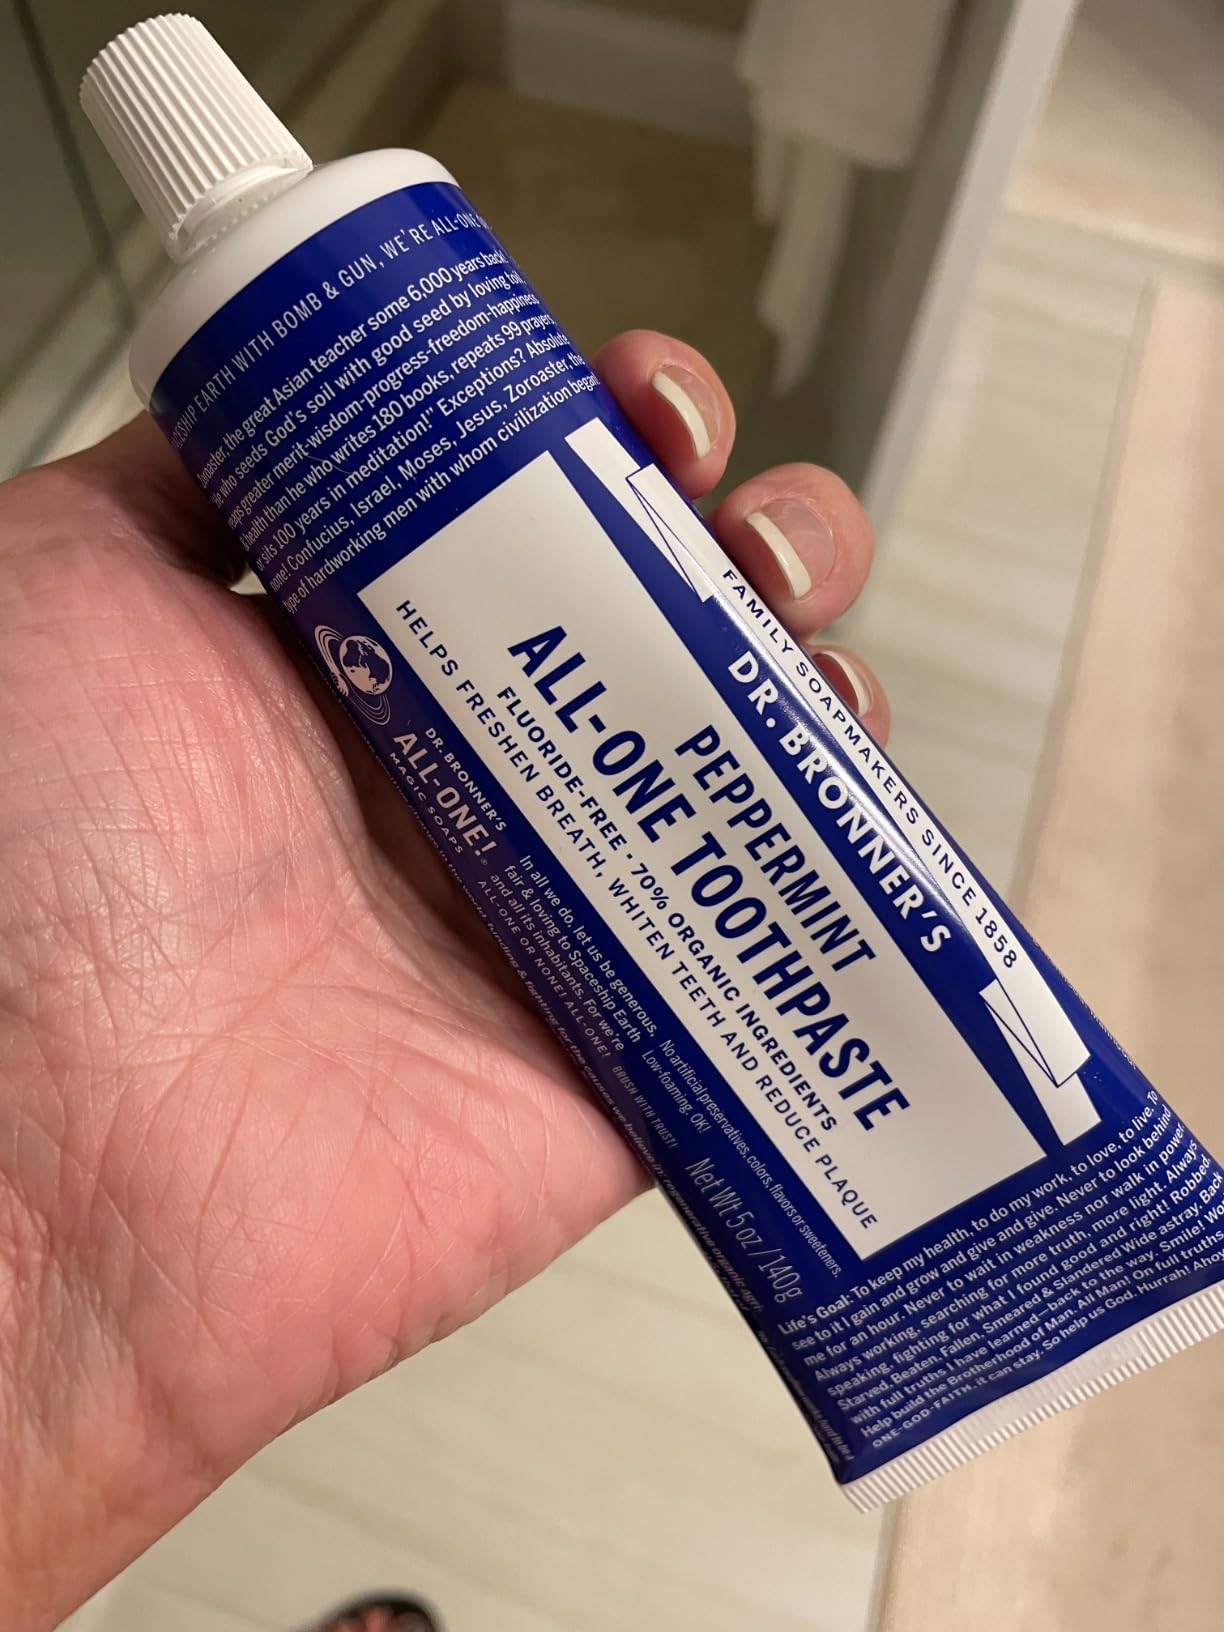 EARTH WITH BOMB & GUN, WE'RE ALL-ONE
the great Asian teacher some 6,000 years back!
He who seeds God's soil with good seed by loving toil,
reaps greater merit-wisdom-progress-freedom-happiness
& health than he who writes 180 books, repeats 99 prayers
or sits 100 years in meditation!" Exceptions? Absolute
none! Confucius, Israel, Moses, Jesus, Zoroaster, the
type of hardworking men with whom civilization began
FAMILY SOAPMAKERS SINCE 1858
DR. BRONNER'S
PEPPERMINT
ALL-ONE TOOTHPASTE
FLUORIDE-FREE · 70% ORGANIC INGREDIENTS
HELPS FRESHEN BREATH, WHITEN TEETH AND REDUCE PLAQUE
DR. BRONNER'S
ALL-ONE!®
MAGIC SOAPS
In all we do, let us be generous,
fair & loving to Spaceship Earth
and all its inhabitants. For we're
ALL-ONE OR NONE! ALL-ONE!
BRUSH WITH TRUST!
No artificial preservatives, colors, flavors or sweeteners.
Low-foaming. OK!
Net Wt 5 oz / 140g
funding & fighting for the causes we believe in: regenerative organic
Life's Goal: To keep my health, to do my work, to love, to live. To
see to it I gain and grow and give and give. Never to look behind
me for an hour. Never to wait in weakness nor walk in power.
Always working, searching for more truth, more light. Always
speaking, fighting for what I found good and right! Robbed,
Starved, Beaten, Fallen, Smeared & Slandered Wide astray. Back
with full truths I have learned—back to the way. Smile!
Help build the Brotherhood of Man. All Man! On full truths
ONE-GOD-FAITH, it can stay. So help us God. Hurrah!